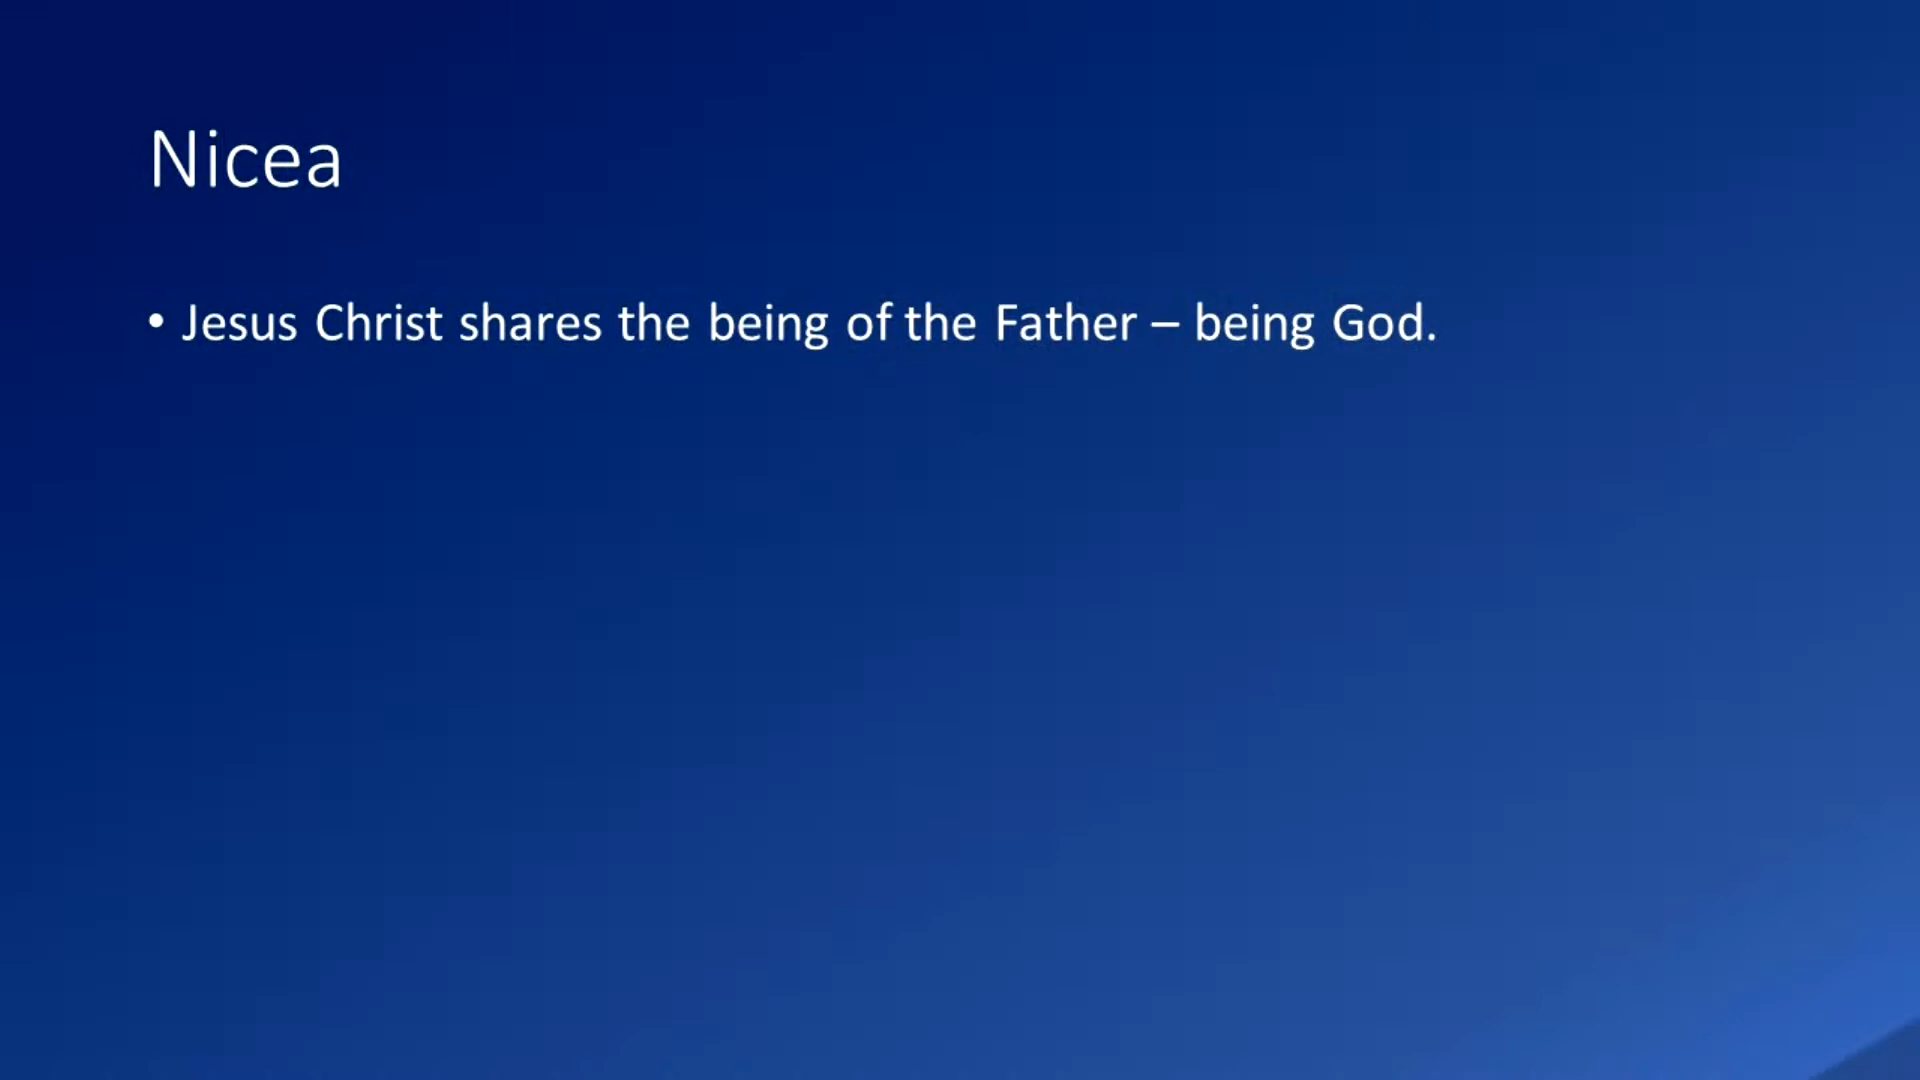 Nicea
• Jesus Christ shares the being of the Father – being God.